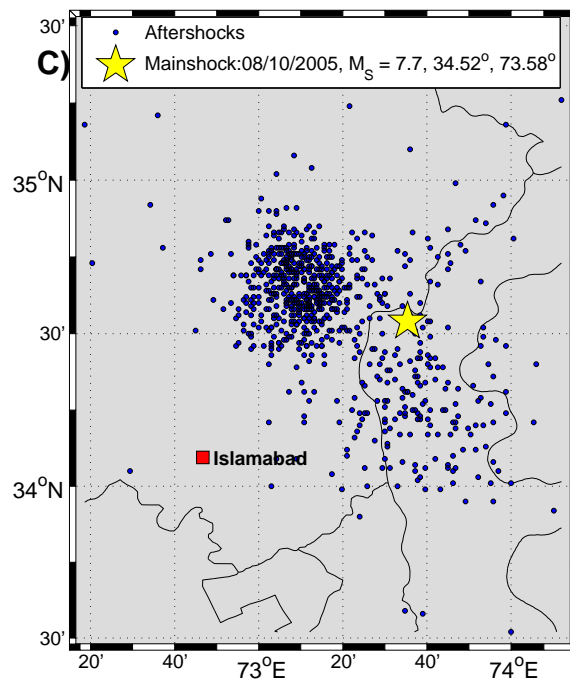 30'
Aftershocks
C) Mainshock:08/10/2005, M_S = 7.7, 34.52°, 73.58°
35°N
30'
Islamabad
34°N
30'
20' 40' 73°E 20' 40' 74°E